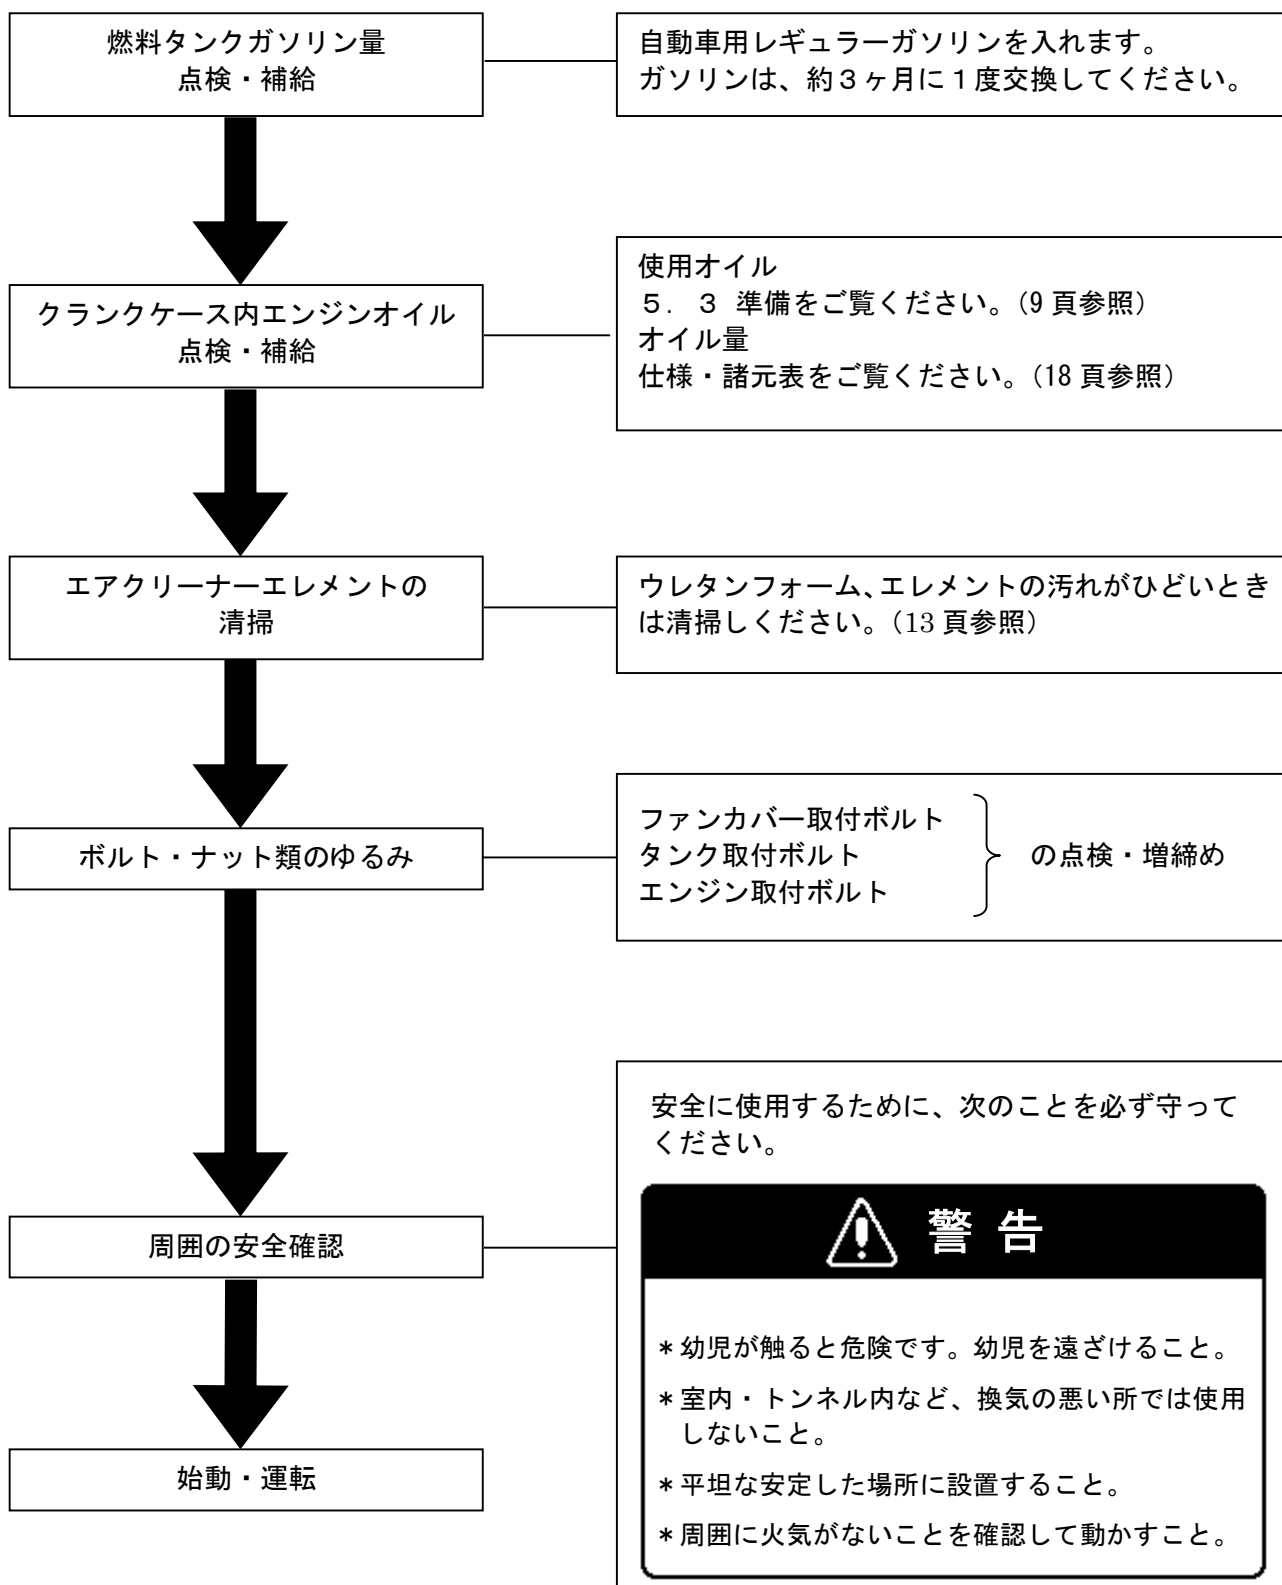 燃料タンクガソリン量
点検・補給
自動車用レギュラーガソリンを入れます。
ガソリンは、約３ヶ月に１度交換してください。
クランクケース内エンジンオイル
点検・補給
使用オイル
５．３ 準備をご覧ください。（9 頁参照）
オイル量
仕様・諸元表をご覧ください。（18 頁参照）
エアクリーナーエレメントの
清掃
ウレタンフォーム、エレメントの汚れがひどいとき
は清掃しください。（13 頁参照）
ボルト・ナット類のゆるみ
ファンカバー取付ボルト
タンク取付ボルト
エンジン取付ボルト
の点検・増締め
周囲の安全確認
安全に使用するために、次のことを必ず守って
ください。
警 告
＊幼児が触ると危険です。幼児を遠ざけること。
＊室内・トンネル内など、換気の悪い所では使用
しないこと。
＊平坦な安定した場所に設置すること。
＊周囲に火気がないことを確認して動かすこと。
始動・運転